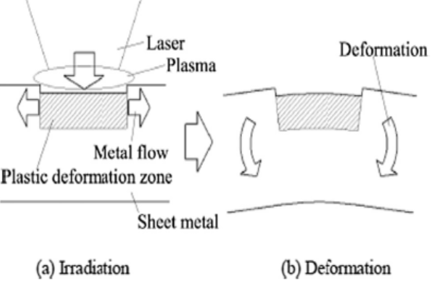 Laser
Plasma
Deformation
Metal flow
Plastic deformation zone
Sheet metal
(a) Irradiation
(b) Deformation